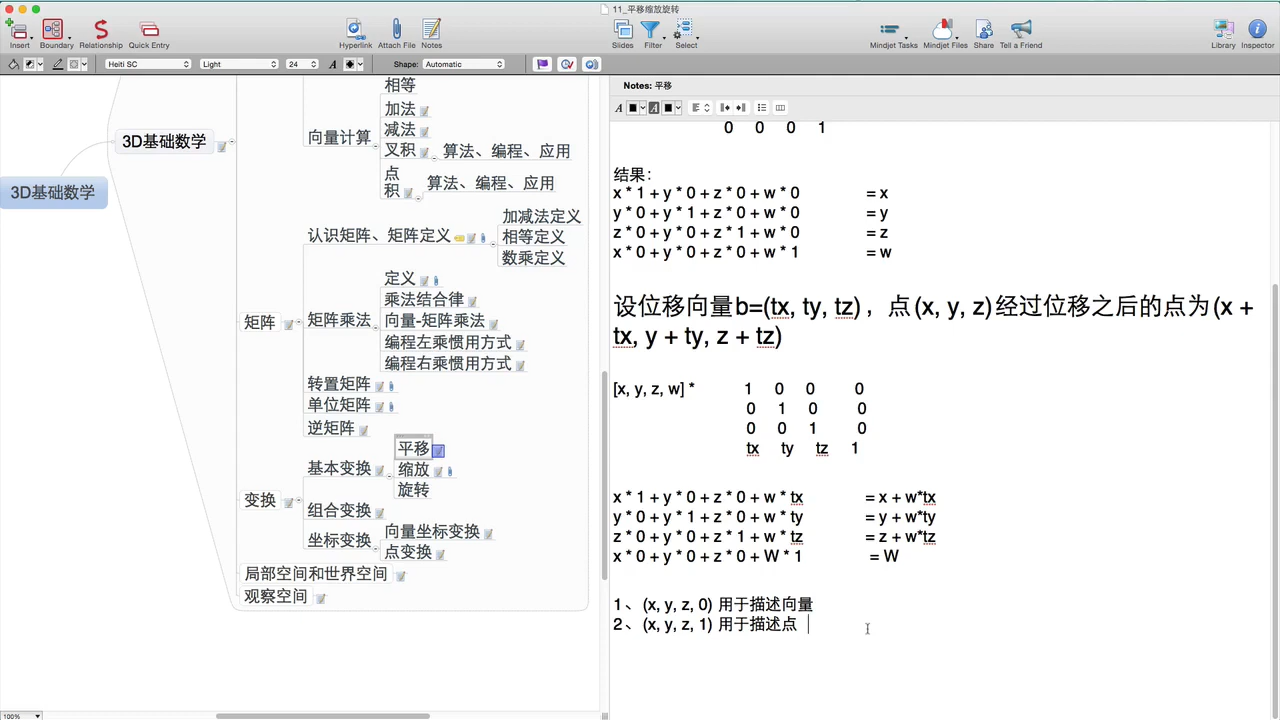 11_平移缩放旋转
Insert Boundary Relationship Quick Entry Hyperlink Attach File Notes Slides Filter Select Mindjet Tasks Mindjet Files Share Tell a Friend Library Inspector
Heiti SC Light 24 A Shape: Automatic
Notes: 平移
3D基础数学
3D基础数学
向量计算
相等
加法
减法
叉积 算法、编程、应用
点积 算法、编程、应用
矩阵
认识矩阵、矩阵定义
加减法定义
相等定义
数乘定义
矩阵乘法
定义
乘法结合律
向量-矩阵乘法
编程左乘惯用方式
编程右乘惯用方式
转置矩阵
单位矩阵
逆矩阵
变换
基本变换
平移
缩放
旋转
组合变换
坐标变换
向量坐标变换
点变换
局部空间和世界空间
观察空间
100%
0 0 0 1
结果：
x * 1 + y * 0 + z * 0 + w * 0 = x
y * 0 + y * 1 + z * 0 + w * 0 = y
z * 0 + y * 0 + z * 1 + w * 0 = z
x * 0 + y * 0 + z * 0 + w * 1 = w
设位移向量b=(tx, ty, tz)，点(x, y, z)经过位移之后的点为(x +
tx, y + ty, z + tz)
[x, y, z, w] * 1 0 0 0
0 1 0 0
0 0 1 0
tx ty tz 1
x * 1 + y * 0 + z * 0 + w * tx = x + w*tx
y * 0 + y * 1 + z * 0 + w * ty = y + w*ty
z * 0 + y * 0 + z * 1 + w * tz = z + w*tz
x * 0 + y * 0 + z * 0 + W * 1 = W
1、 (x, y, z, 0) 用于描述向量
2、 (x, y, z, 1) 用于描述点